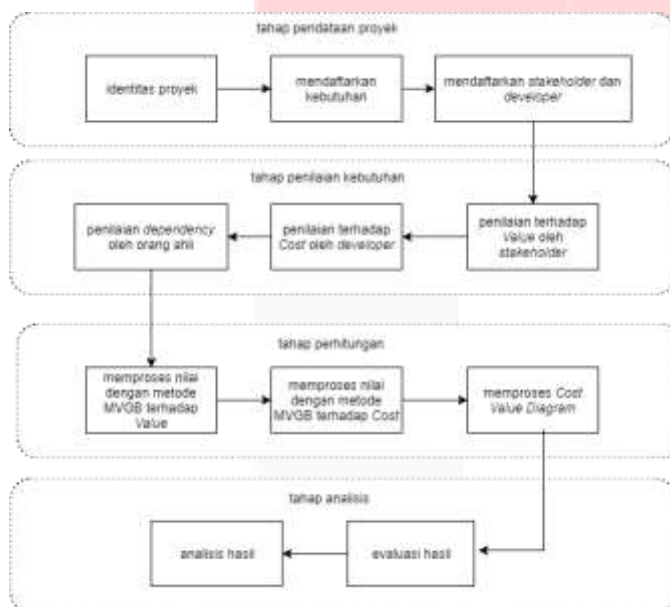 tahap pendataan proyek
identitas proyek
mendaftarkan
kebutuhan
mendaftarkan stakeholder dan
developer
tahap penilaian kebutuhan
penilaian dependency
oleh orang ahli
penilaian terhadap
Cost oleh developer
penilaian terhadap
Value oleh
stakeholder
tahap perhitungan
memproses nilai
dengan metode
MVGB terhadap
Value
memproses nilai
dengan metode
MVGB terhadap Cost
memproses Cost
Value Diagram
tahap analisis
analisis hasil
evaluasi hasil